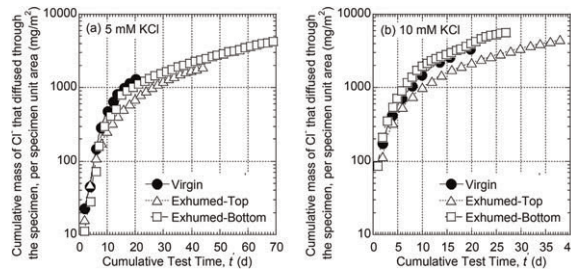 Cumulative mass of Cl⁻ that diffused through
the specimen, per specimen unit area (mg/m²)
10000
1000
100
10
(a) 5 mM KCl
Virgin
Exhumed-Top
Exhumed-Bottom
0 10 20 30 40 50 60 70
Cumulative Test Time, t' (d)
Cumulative mass of Cl⁻ that diffused through
the specimen, per specimen unit area (mg/m²)
10000
1000
100
10
(b) 10 mM KCl
Virgin
Exhumed-Top
Exhumed-Bottom
0 5 10 15 20 25 30 35 40
Cumulative Test Time, t' (d)